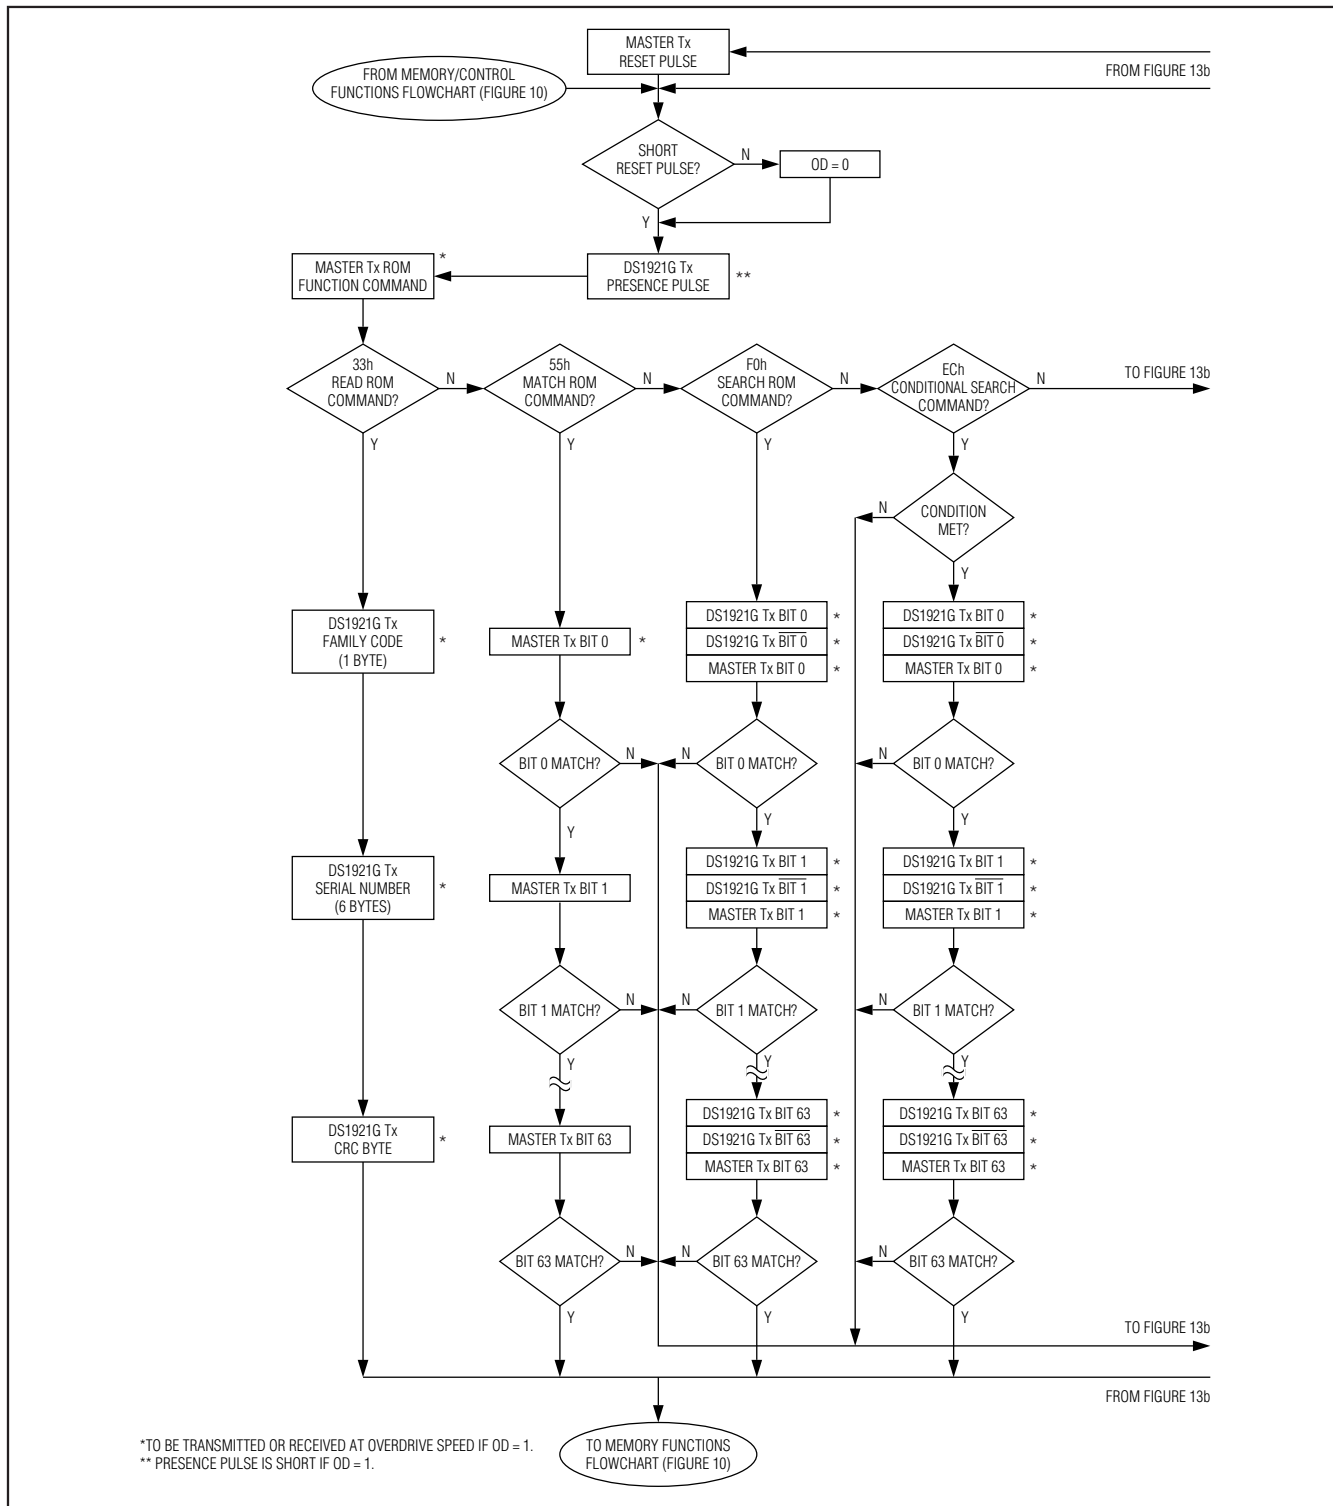 MASTER Tx
RESET PULSE
FROM FIGURE 13b
FROM MEMORY/CONTROL
FUNCTIONS FLOWCHART (FIGURE 10)
SHORT
RESET PULSE?
N
OD = 0
Y
MASTER Tx ROM
FUNCTION COMMAND
*
DS1921G Tx
PRESENCE PULSE
**
33h
READ ROM
COMMAND?
N
55h
MATCH ROM
COMMAND?
N
F0h
SEARCH ROM
COMMAND?
N
ECh
CONDITIONAL SEARCH
COMMAND?
N
TO FIGURE 13b
Y
Y
Y
Y
N
CONDITION
MET?
Y
DS1921G Tx
FAMILY CODE
(1 BYTE)
*
MASTER Tx BIT 0
*
DS1921G Tx BIT 0
*
DS1921G Tx BIT 0
*
MASTER Tx BIT 0
*
DS1921G Tx BIT 0
*
DS1921G Tx BIT 0
*
MASTER Tx BIT 0
*
BIT 0 MATCH?
N
N
BIT 0 MATCH?
N
BIT 0 MATCH?
Y
Y
Y
DS1921G Tx
SERIAL NUMBER
(6 BYTES)
*
MASTER Tx BIT 1
DS1921G Tx BIT 1
*
DS1921G Tx BIT 1
*
MASTER Tx BIT 1
*
DS1921G Tx BIT 1
*
DS1921G Tx BIT 1
*
MASTER Tx BIT 1
*
BIT 1 MATCH?
N
N
BIT 1 MATCH?
N
BIT 1 MATCH?
Y
Y
Y
DS1921G Tx
CRC BYTE
*
MASTER Tx BIT 63
DS1921G Tx BIT 63
*
DS1921G Tx BIT 63
*
MASTER Tx BIT 63
*
DS1921G Tx BIT 63
*
DS1921G Tx BIT 63
*
MASTER Tx BIT 63
*
BIT 63 MATCH?
N
N
BIT 63 MATCH?
N
BIT 63 MATCH?
Y
Y
Y
TO FIGURE 13b
FROM FIGURE 13b
TO MEMORY FUNCTIONS
FLOWCHART (FIGURE 10)
*TO BE TRANSMITTED OR RECEIVED AT OVERDRIVE SPEED IF OD = 1.
** PRESENCE PULSE IS SHORT IF OD = 1.